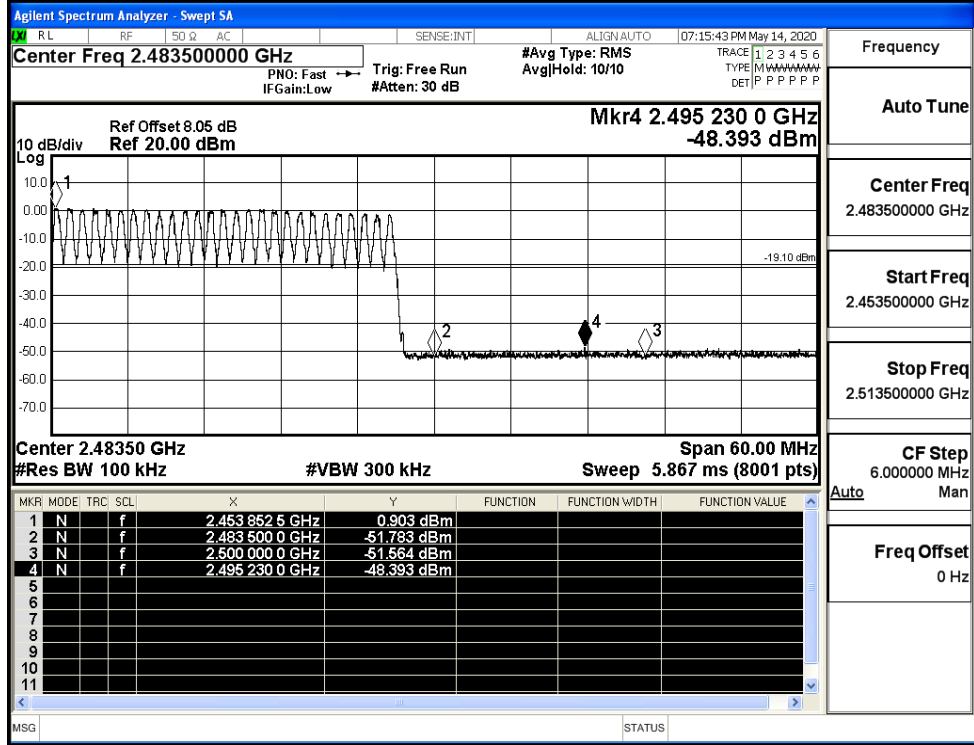 Agilent Spectrum Analyzer - Swept SA
LXI RL RF 50 Ω AC SENSE:INT ALIGN AUTO 07:15:43 PM May 14, 2020
Center Freq 2.483500000 GHz
PNO: Fast
IFGain:Low
Trig: Free Run
#Atten: 30 dB
#Avg Type: RMS
Avg|Hold: 10/10
TRACE 1 2 3 4 5 6
TYPE M
DET P P P P P P
Frequency
Auto Tune
Center Freq
2.483500000 GHz
Start Freq
2.453500000 GHz
Stop Freq
2.513500000 GHz
CF Step
6.000000 MHz
Auto Man
Freq Offset
0 Hz
Mkr4 2.495 230 0 GHz
-48.393 dBm
Ref Offset 8.05 dB
10 dB/div Ref 20.00 dBm
Log
10.0
0.00
-10.0
-20.0
-30.0
-40.0
-50.0
-60.0
-70.0
1
-19.10 dBm
2
4
3
Center 2.48350 GHz Span 60.00 MHz
#Res BW 100 kHz #VBW 300 kHz Sweep 5.867 ms (8001 pts)
MKR MODE TRC SCL X Y FUNCTION FUNCTION WIDTH FUNCTION VALUE
1 N f 2.453 852 5 GHz 0.903 dBm
2 N f 2.483 500 0 GHz -51.783 dBm
3 N f 2.500 000 0 GHz -51.564 dBm
4 N f 2.495 230 0 GHz -48.393 dBm
5
6
7
8
9
10
11
MSG STATUS